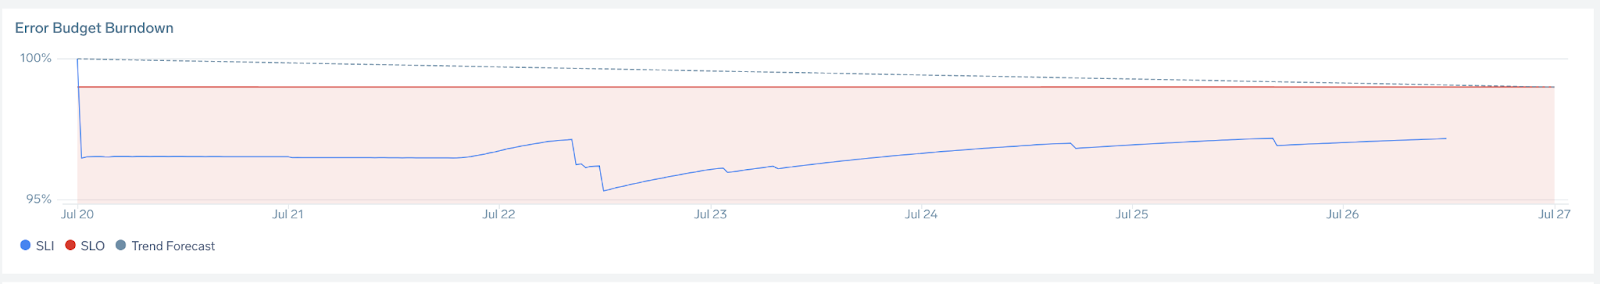 Error Budget Burndown
100%
95%
Jul 20 Jul 21 Jul 22 Jul 23 Jul 24 Jul 25 Jul 26 Jul 27
SLI SLO Trend Forecast